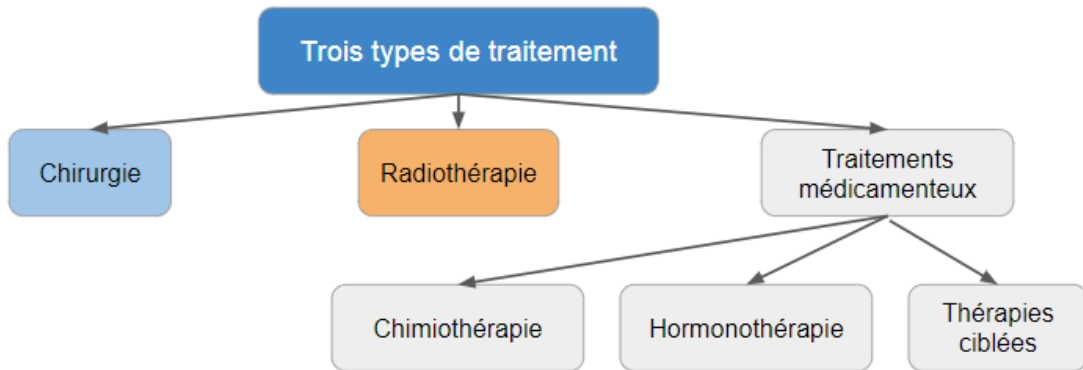 Trois types de traitement
Chirurgie
Radiothérapie
Traitements
médicamenteux
Chimiothérapie
Hormonothérapie
Thérapies
ciblées